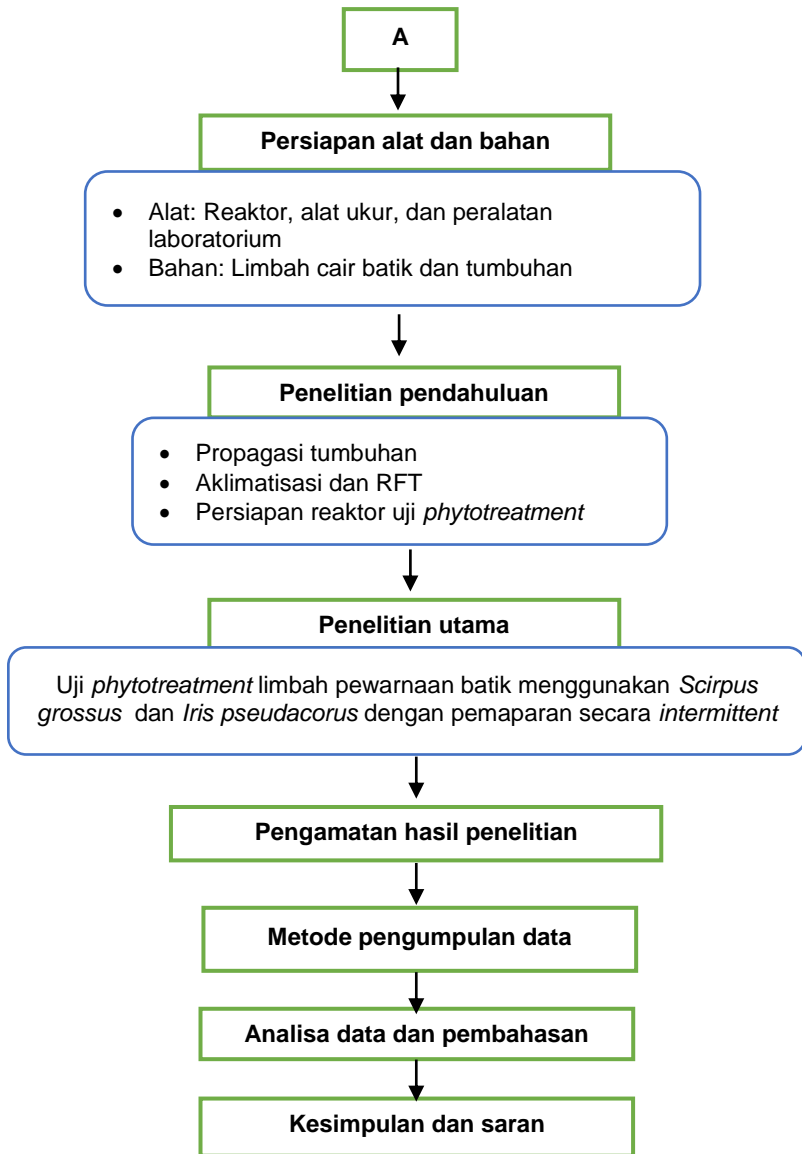 A
Persiapan alat dan bahan
• Alat: Reaktor, alat ukur, dan peralatan
laboratorium
• Bahan: Limbah cair batik dan tumbuhan
Penelitian pendahuluan
• Propagasi tumbuhan
• Aklimatisasi dan RFT
• Persiapan reaktor uji phytotreatment
Penelitian utama
Uji phytotreatment limbah pewarnaan batik menggunakan Scirpus
grossus dan Iris pseudacorus dengan pemaparan secara intermittent
Pengamatan hasil penelitian
Metode pengumpulan data
Analisa data dan pembahasan
Kesimpulan dan saran